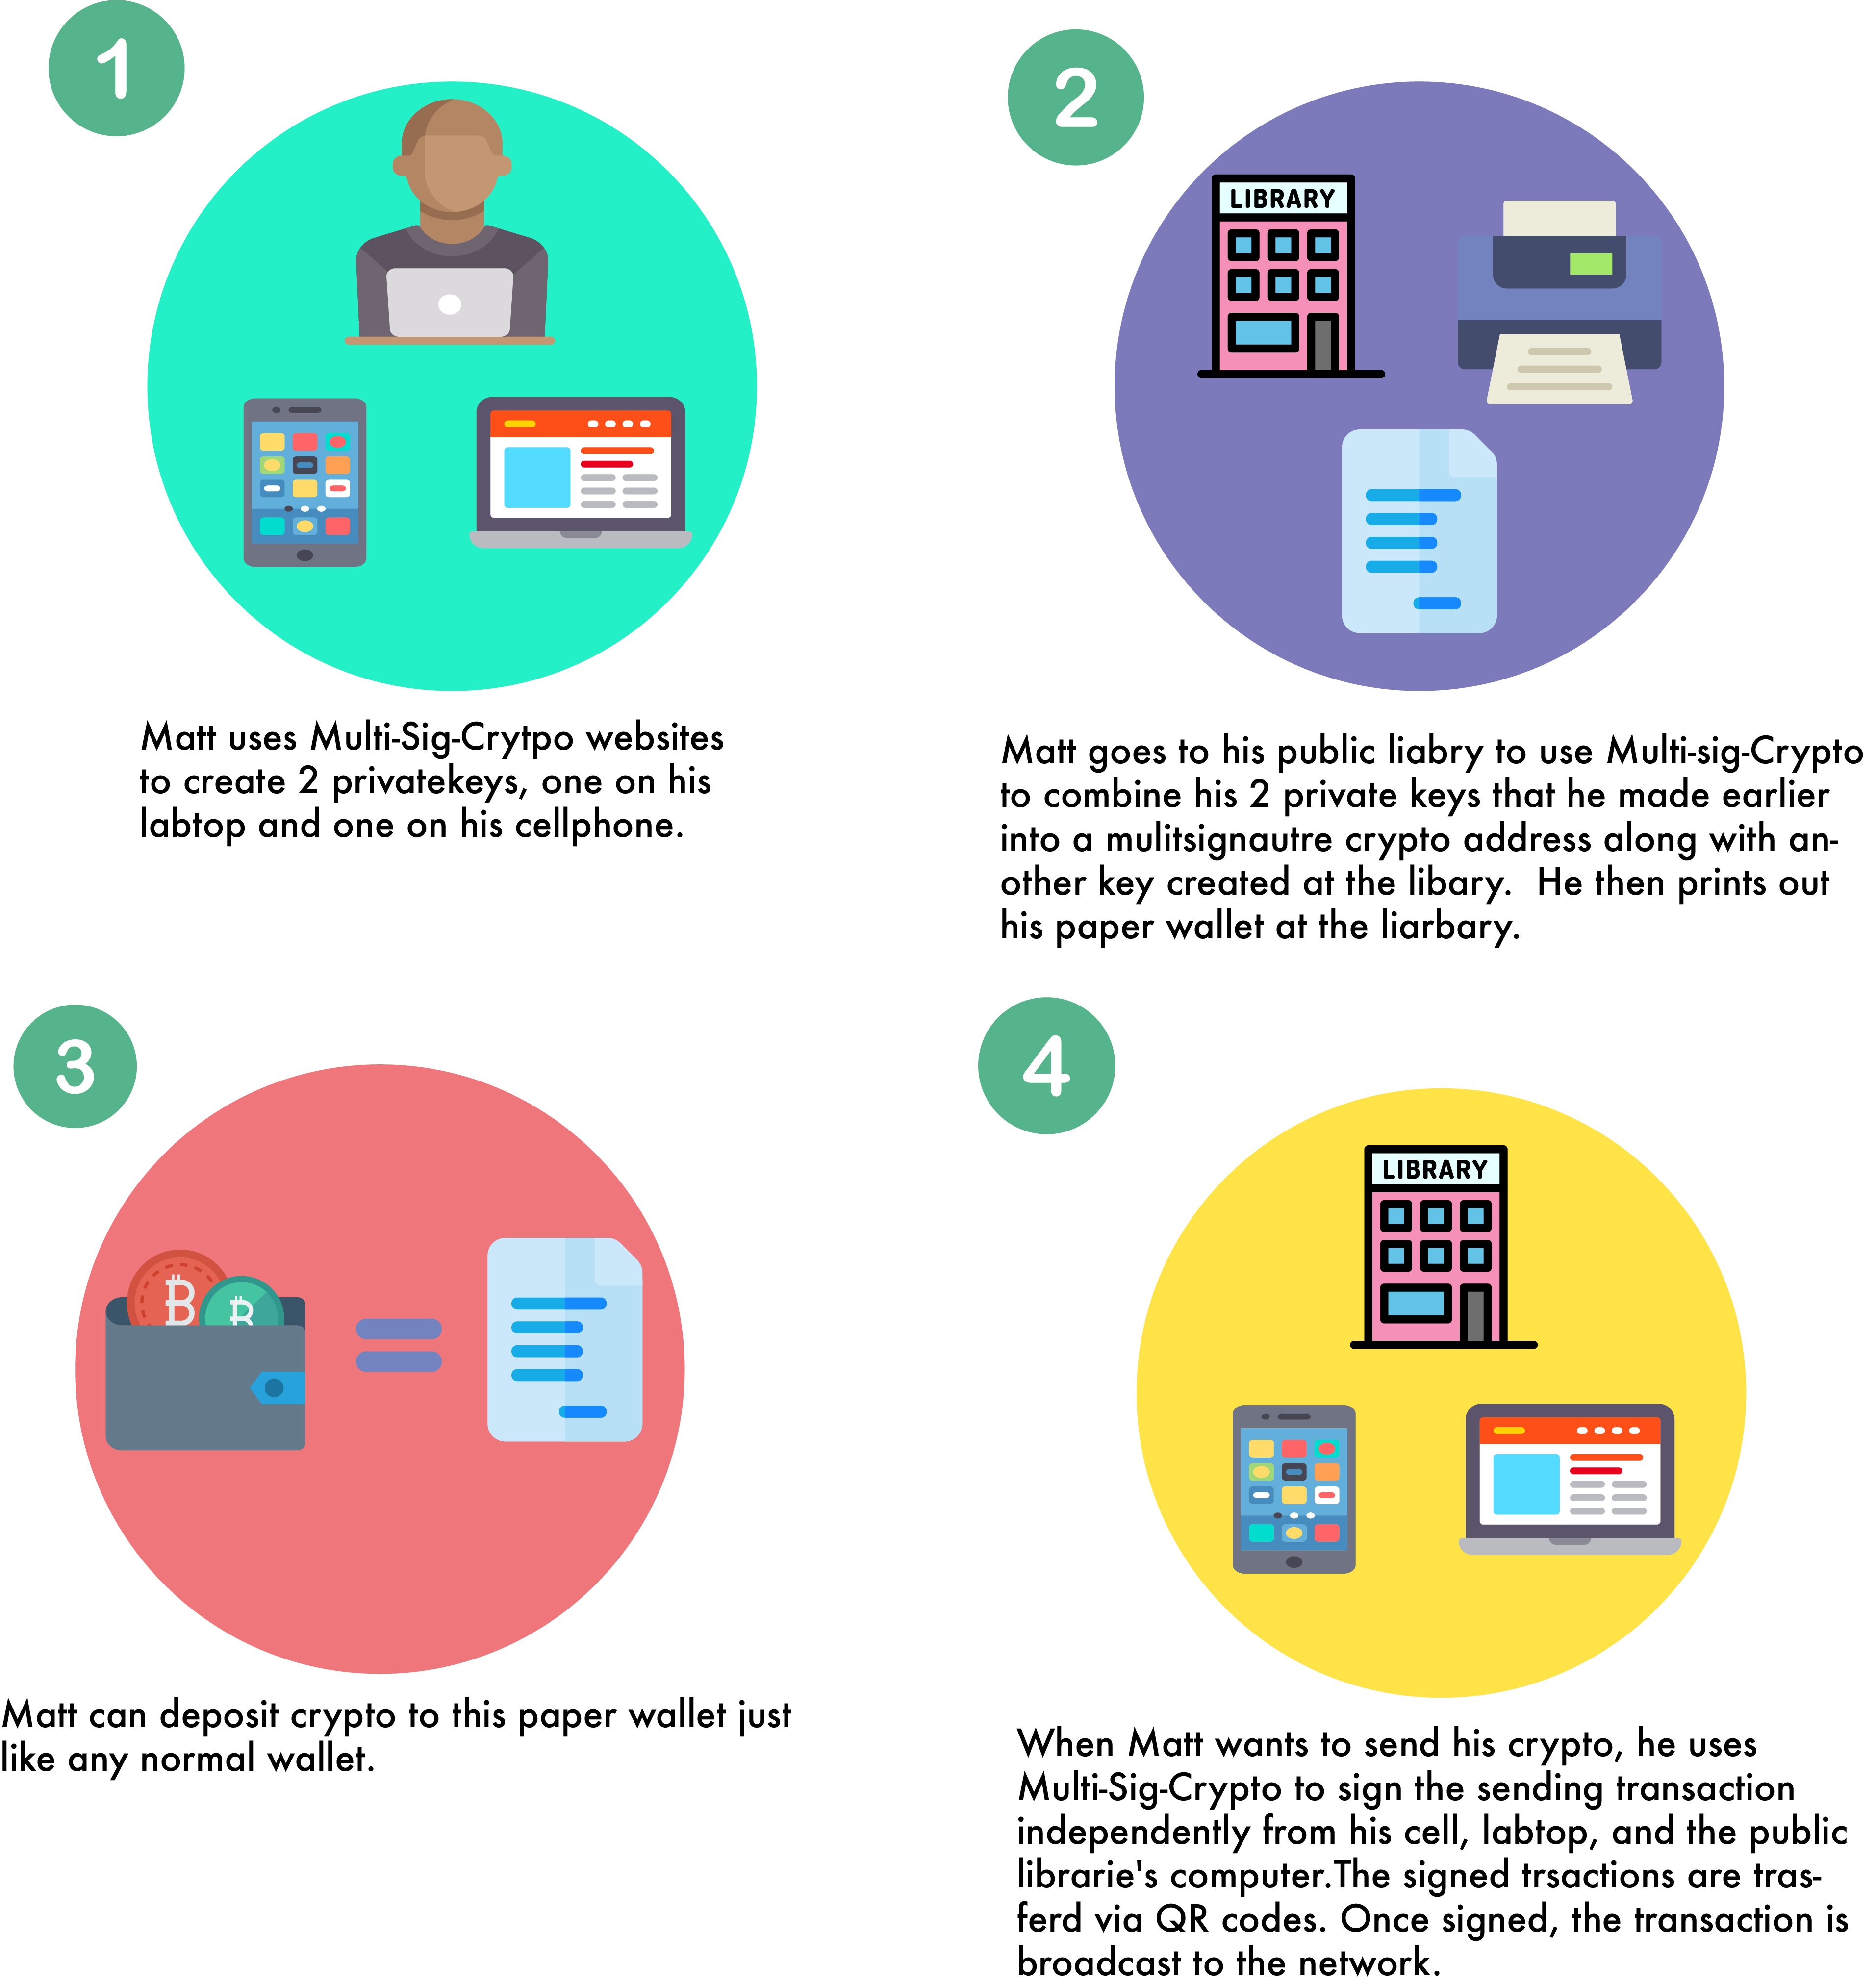 1
Matt uses Multi-Sig-Crytpo websites
to create 2 privatekeys, one on his
labtop and one on his cellphone.
2
LIBRARY
Matt goes to his public liabry to use Multi-sig-Crypto
to combine his 2 private keys that he made earlier
into a mulitsignautre crypto address along with an-
other key created at the libary.  He then prints out
his paper wallet at the liarbary.
3
Matt can deposit crypto to this paper wallet just
like any normal wallet.
4
LIBRARY
When Matt wants to send his crypto, he uses
Multi-Sig-Crypto to sign the sending transaction
independently from his cell, labtop, and the public
librarie's computer.The signed trsactions are tras-
ferd via QR codes. Once signed, the transaction is
broadcast to the network.